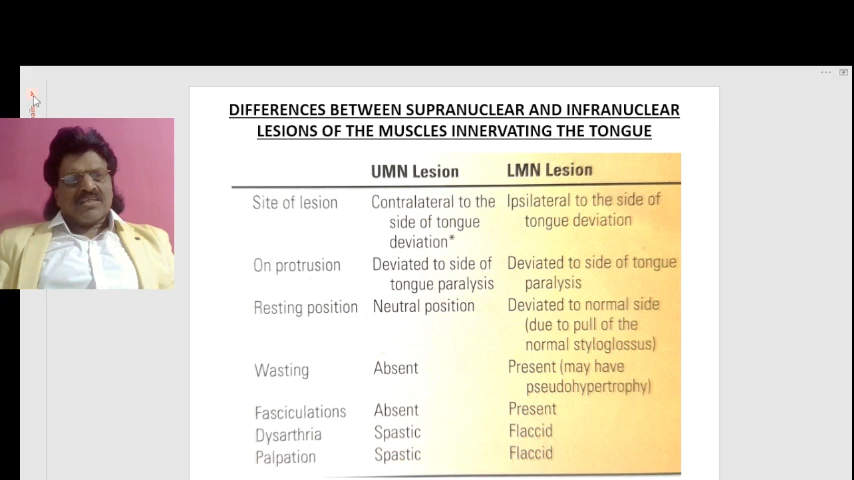 DIFFERENCES BETWEEN SUPRANUCLEAR AND INFRANUCLEAR
LESIONS OF THE MUSCLES INNERVATING THE TONGUE
UMN Lesion LMN Lesion
Site of lesion Contralateral to the Ipsilateral to the side of
side of tongue tongue deviation
deviation*
On protrusion Deviated to side of Deviated to side of tongue
tongue paralysis paralysis
Resting position Neutral position Deviated to normal side
(due to pull of the
normal styloglossus)
Wasting Absent Present (may have
pseudohypertrophy)
Fasciculations Absent Present
Dysarthria Spastic Flaccid
Palpation Spastic Flaccid